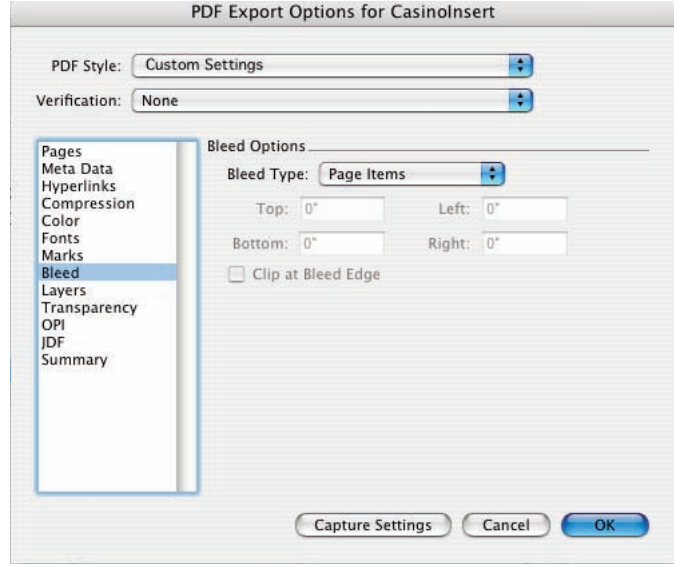 PDF Export Options for CasinoInsert
PDF Style: Custom Settings
Verification: None
Pages
Meta Data
Hyperlinks
Compression
Color
Fonts
Marks
Bleed
Layers
Transparency
OPI
JDF
Summary
Bleed Options
Bleed Type: Page Items
Top: 0" Left: 0"
Bottom: 0" Right: 0"
Clip at Bleed Edge
Capture Settings Cancel OK